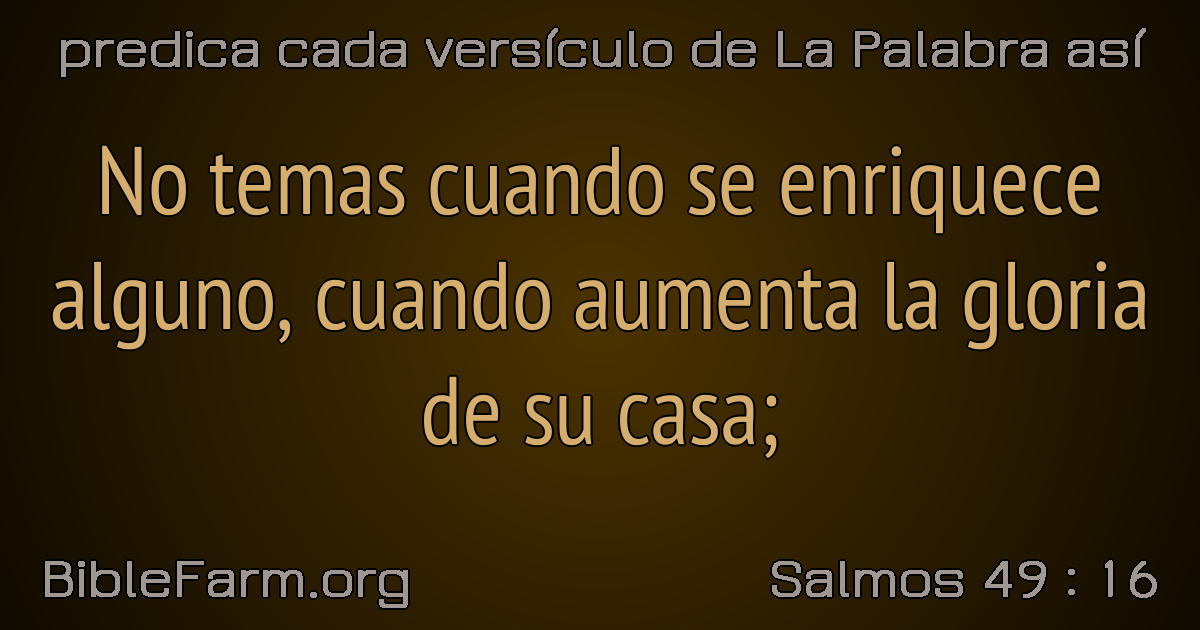 predica cada versículo de La Palabra así
No temas cuando se enriquece
alguno, cuando aumenta la gloria
de su casa;
BibleFarm.org
Salmos 49 : 16